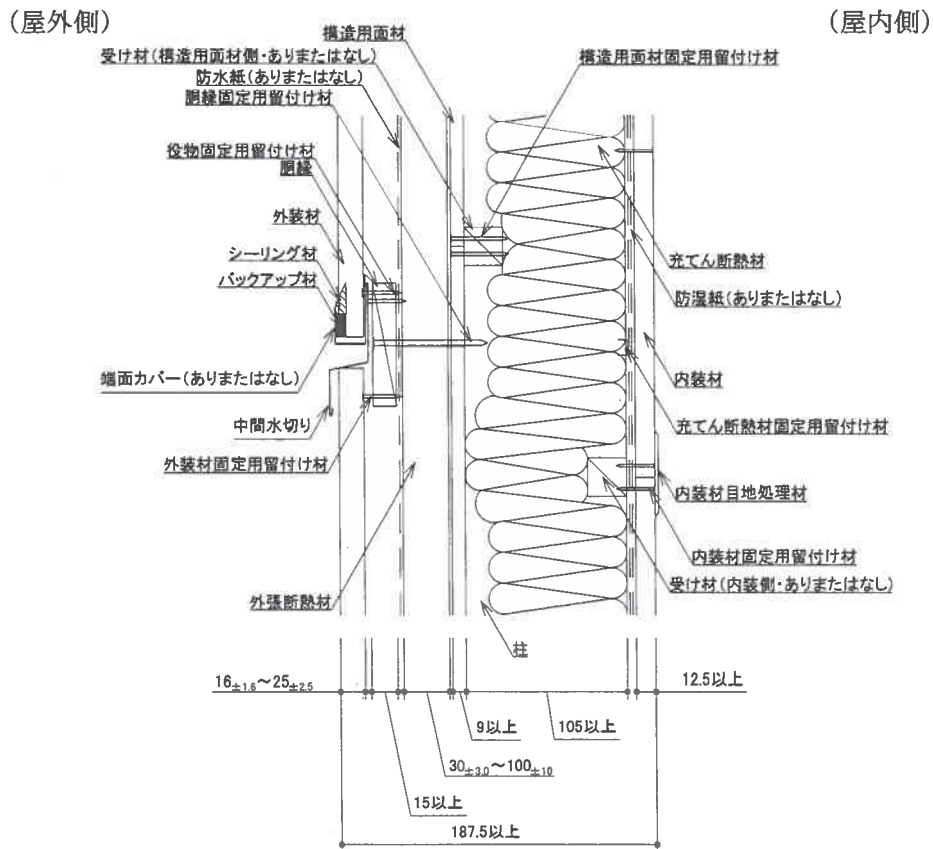 (屋外側)
(屋内側)
構造用面材
受け材(構造用面材側・ありまたはなし)
構造用面材固定用留付け材
防水紙(ありまたはなし)
胴縁固定用留付け材
役物固定用留付け材
胴縁
外装材
シーリング材
バックアップ材
充てん断熱材
防湿紙(ありまたはなし)
端面カバー(ありまたはなし)
内装材
中間水切り
充てん断熱材固定用留付け材
外装材固定用留付け材
内装材目地処理材
内装材固定用留付け材
受け材(内装側・ありまたはなし)
外張断熱材
柱
16±1.6～25±2.5
12.5以上
9以上
105以上
30±3.0～100±10
15以上
187.5以上